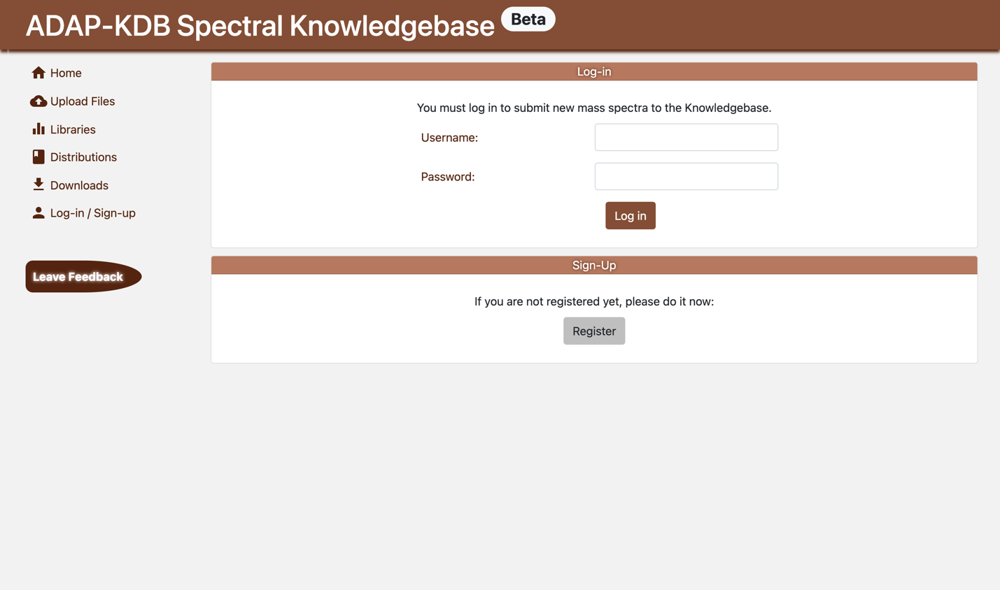 ADAP-KDB Spectral Knowledgebase Beta
Home
Upload Files
Libraries
Distributions
Downloads
Log-in / Sign-up
Leave Feedback
Log-in
You must log in to submit new mass spectra to the Knowledgebase.
Username:
Password:
Log in
Sign-Up
If you are not registered yet, please do it now:
Register